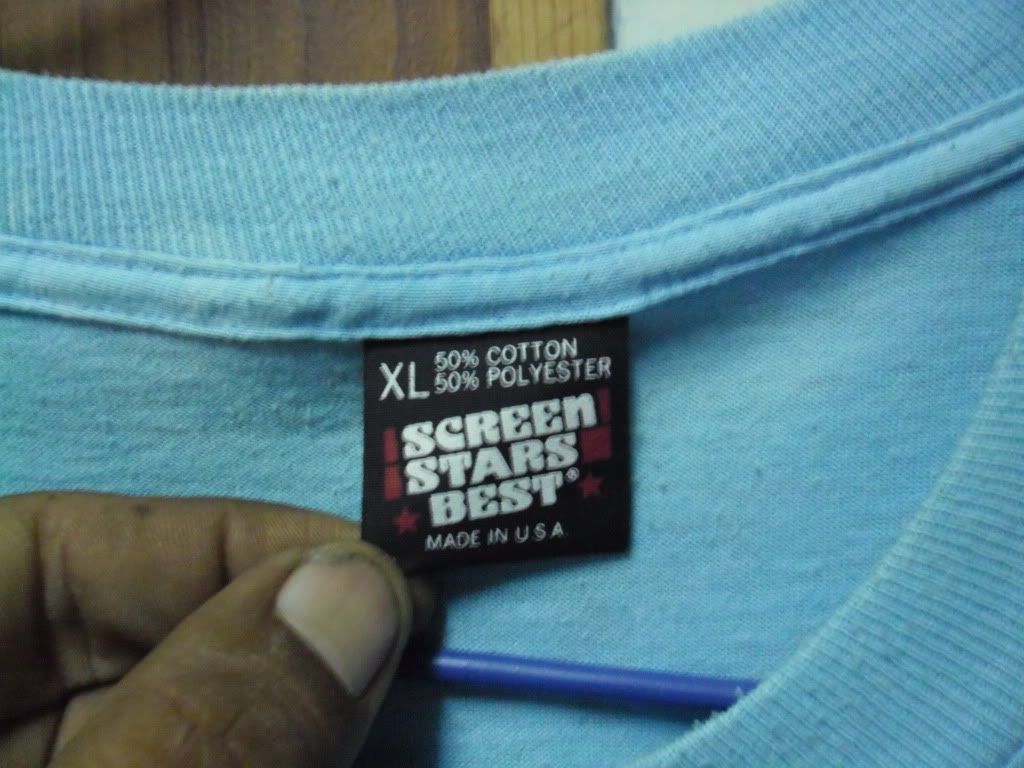 XL 50% COTTON
50% POLYESTER
SCREEN
STARS
BEST®
MADE IN U S A